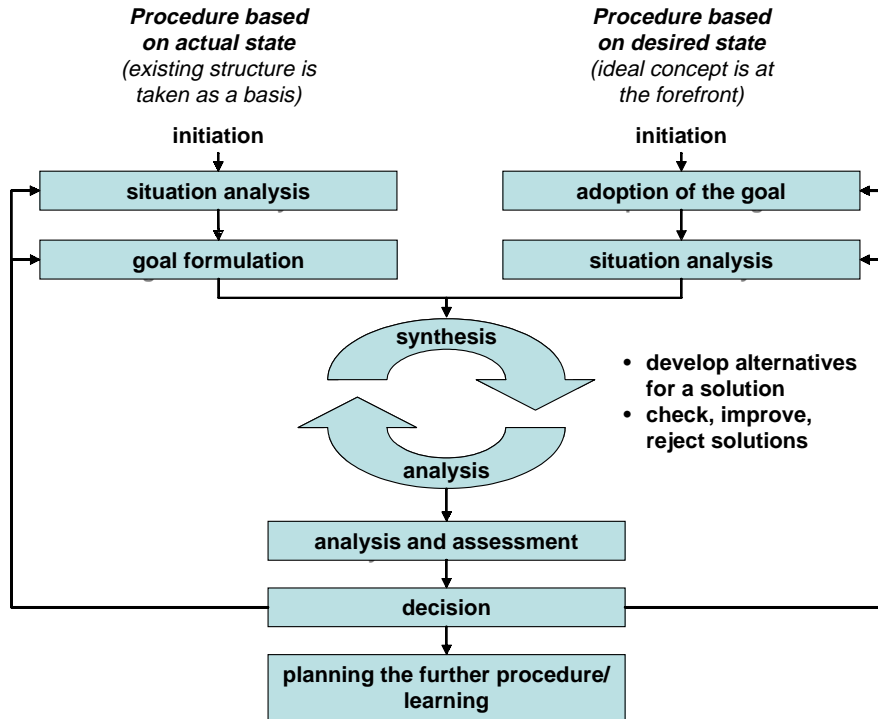 Procedure based
on actual state
(existing structure is
taken as a basis)
Procedure based
on desired state
(ideal concept is at
the forefront)
initiation
initiation
situation analysis
adoption of the goal
goal formulation
situation analysis
synthesis
• develop alternatives
for a solution
• check, improve,
reject solutions
analysis
analysis and assessment
decision
planning the further procedure/
learning